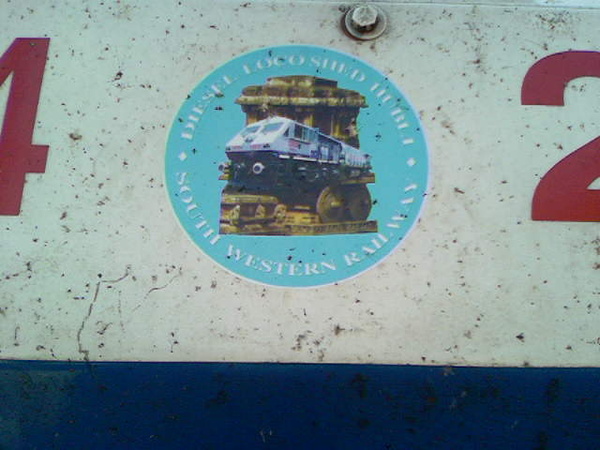 4
DIESEL LOCO SHED HUBLI
SOUTH WESTERN RAILWAY
2